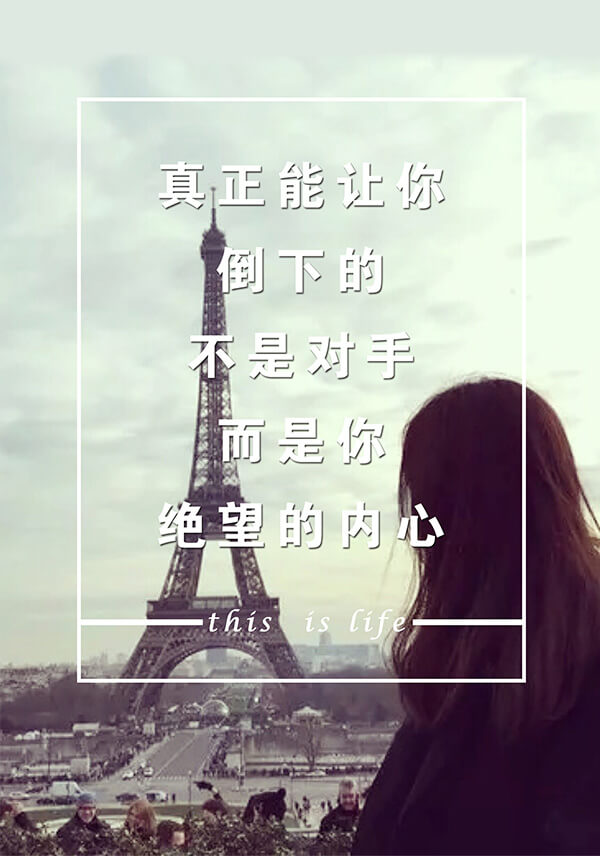 真正能让你
倒下的
不是对手
而是你
绝望的内心
this is life